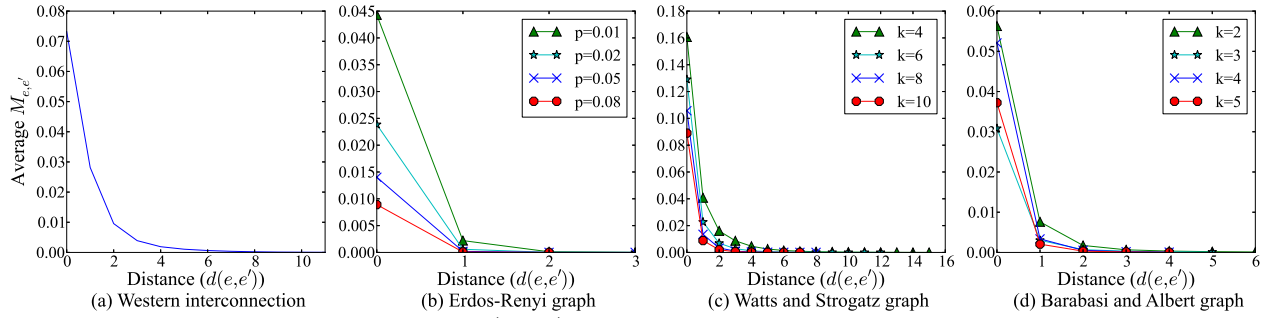 Average M_{e,e'}
0.08
0.07
0.06
0.05
0.04
0.03
0.02
0.01
0.00
0 2 4 6 8 10
Distance (d(e,e'))
(a) Western interconnection
0.045
0.040
0.035
0.030
0.025
0.020
0.015
0.010
0.005
0.000
p=0.01
p=0.02
p=0.05
p=0.08
0 1 2 3
Distance (d(e,e'))
(b) Erdos-Renyi graph
0.18
0.16
0.14
0.12
0.10
0.08
0.06
0.04
0.02
0.00
k=4
k=6
k=8
k=10
0 2 4 6 8 10 12 14 16
Distance (d(e,e'))
(c) Watts and Strogatz graph
0.06
0.05
0.04
0.03
0.02
0.01
0.00
k=2
k=3
k=4
k=5
0 1 2 3 4 5 6
Distance (d(e,e'))
(d) Barabasi and Albert graph